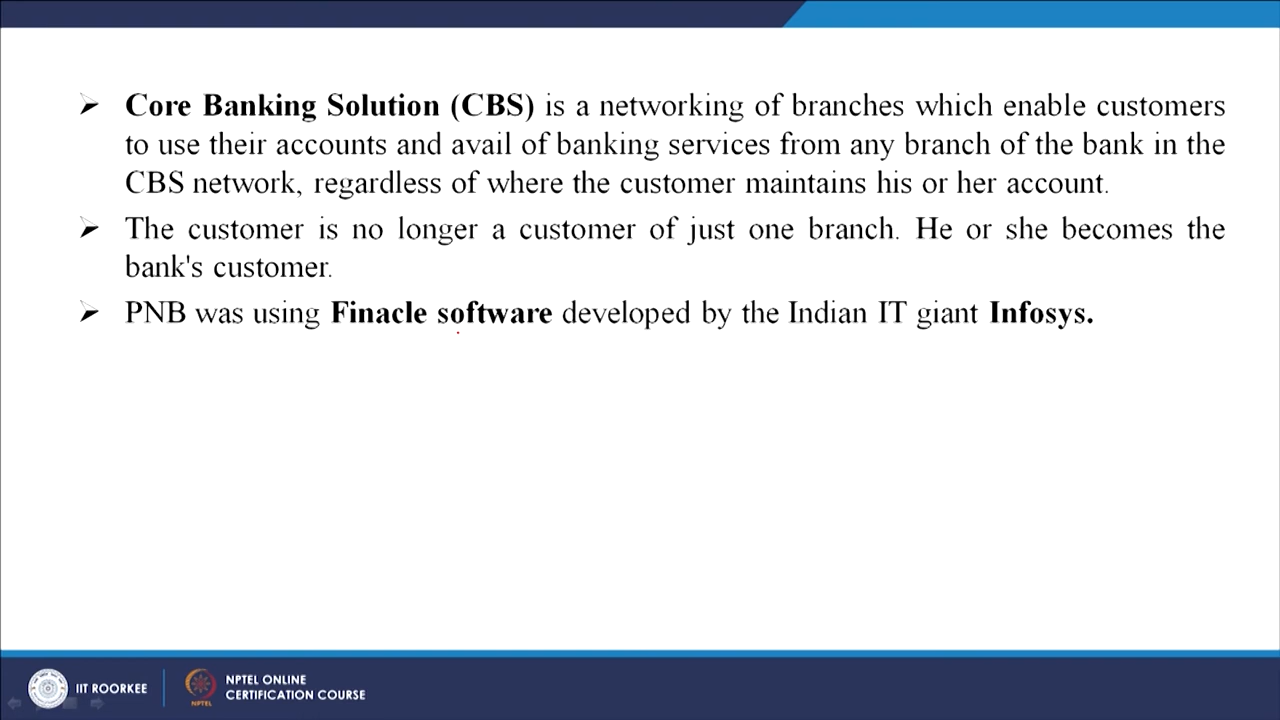 Core Banking Solution (CBS) is a networking of branches which enable customers
to use their accounts and avail of banking services from any branch of the bank in the
CBS network, regardless of where the customer maintains his or her account.
The customer is no longer a customer of just one branch. He or she becomes the
bank's customer.
PNB was using Finacle software developed by the Indian IT giant Infosys.
IIT ROORKEE
NPTEL
NPTEL ONLINE
CERTIFICATION COURSE